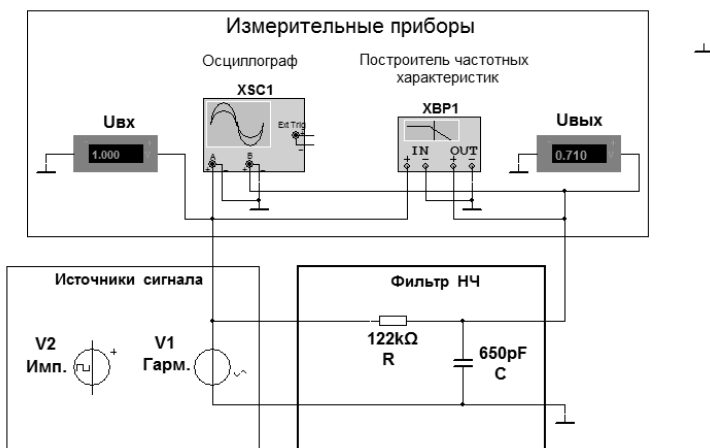 Измерительные приборы
Осциллограф
Построитель частотных
характеристик
XSC1
XBP1
Uвх
Uвых
Ext Trig
+
−
A
B
+ − + −
IN OUT
+ − + −
1.000
0.710
Источники сигнала
Фильтр НЧ
V2
Имп.
+
V1
Гарм.
122kΩ
R
650pF
C